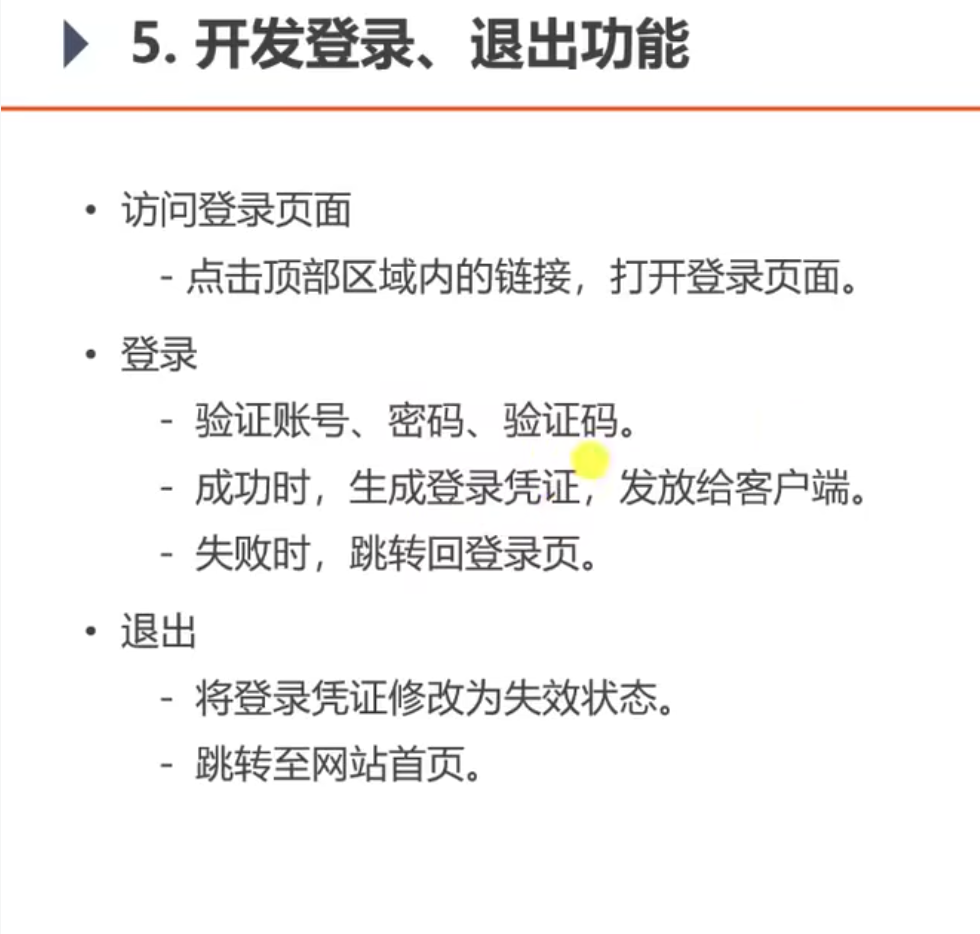 5. 开发登录、退出功能
• 访问登录页面
- 点击顶部区域内的链接，打开登录页面。
• 登录
- 验证账号、密码、验证码。
- 成功时，生成登录凭证，发放给客户端。
- 失败时，跳转回登录页。
• 退出
- 将登录凭证修改为失效状态。
- 跳转至网站首页。